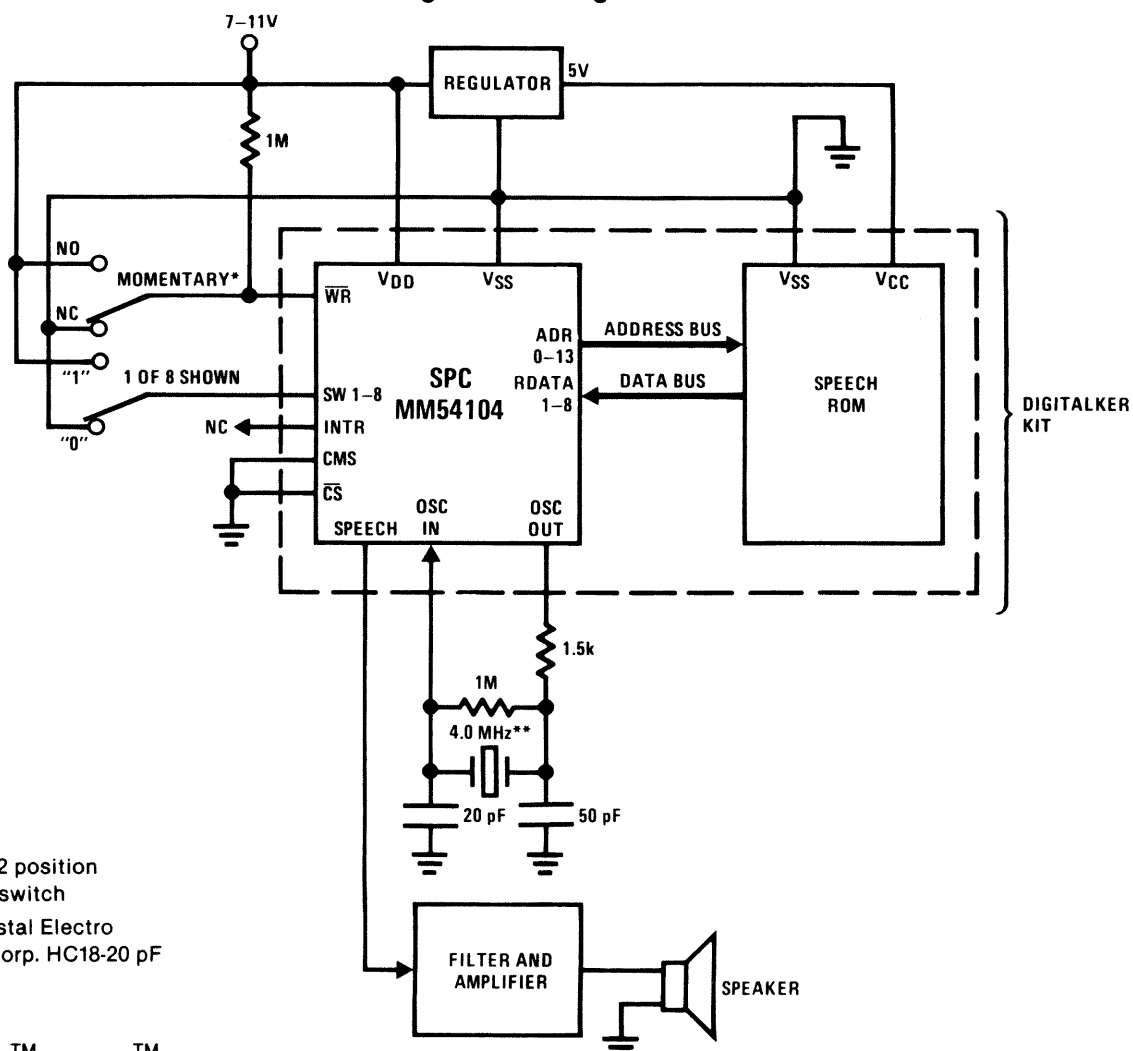 7–11V
REGULATOR
5V
1M
NO
MOMENTARY*
NC
"1"
1 OF 8 SHOWN
"0"
NC
VDD
VSS
WR
SW 1–8
INTR
CMS
CS
SPC
MM54104
ADR
0–13
RDATA
1–8
SPEECH
OSC
IN
OSC
OUT
ADDRESS BUS
DATA BUS
VSS
VCC
SPEECH
ROM
DIGITALKER
KIT
1.5k
1M
4.0 MHz**
20 pF
50 pF
2 position
switch
stal Electro
orp. HC18-20 pF
FILTER AND
AMPLIFIER
SPEAKER
TM TM